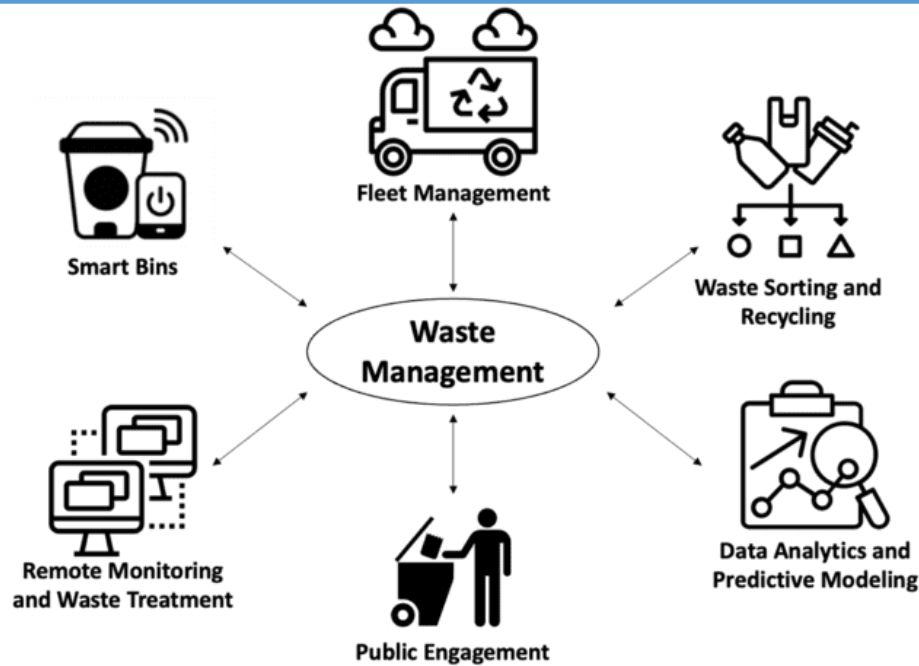 Fleet Management
Smart Bins
Waste Sorting and
Recycling
Waste
Management
Remote Monitoring
and Waste Treatment
Data Analytics and
Predictive Modeling
Public Engagement